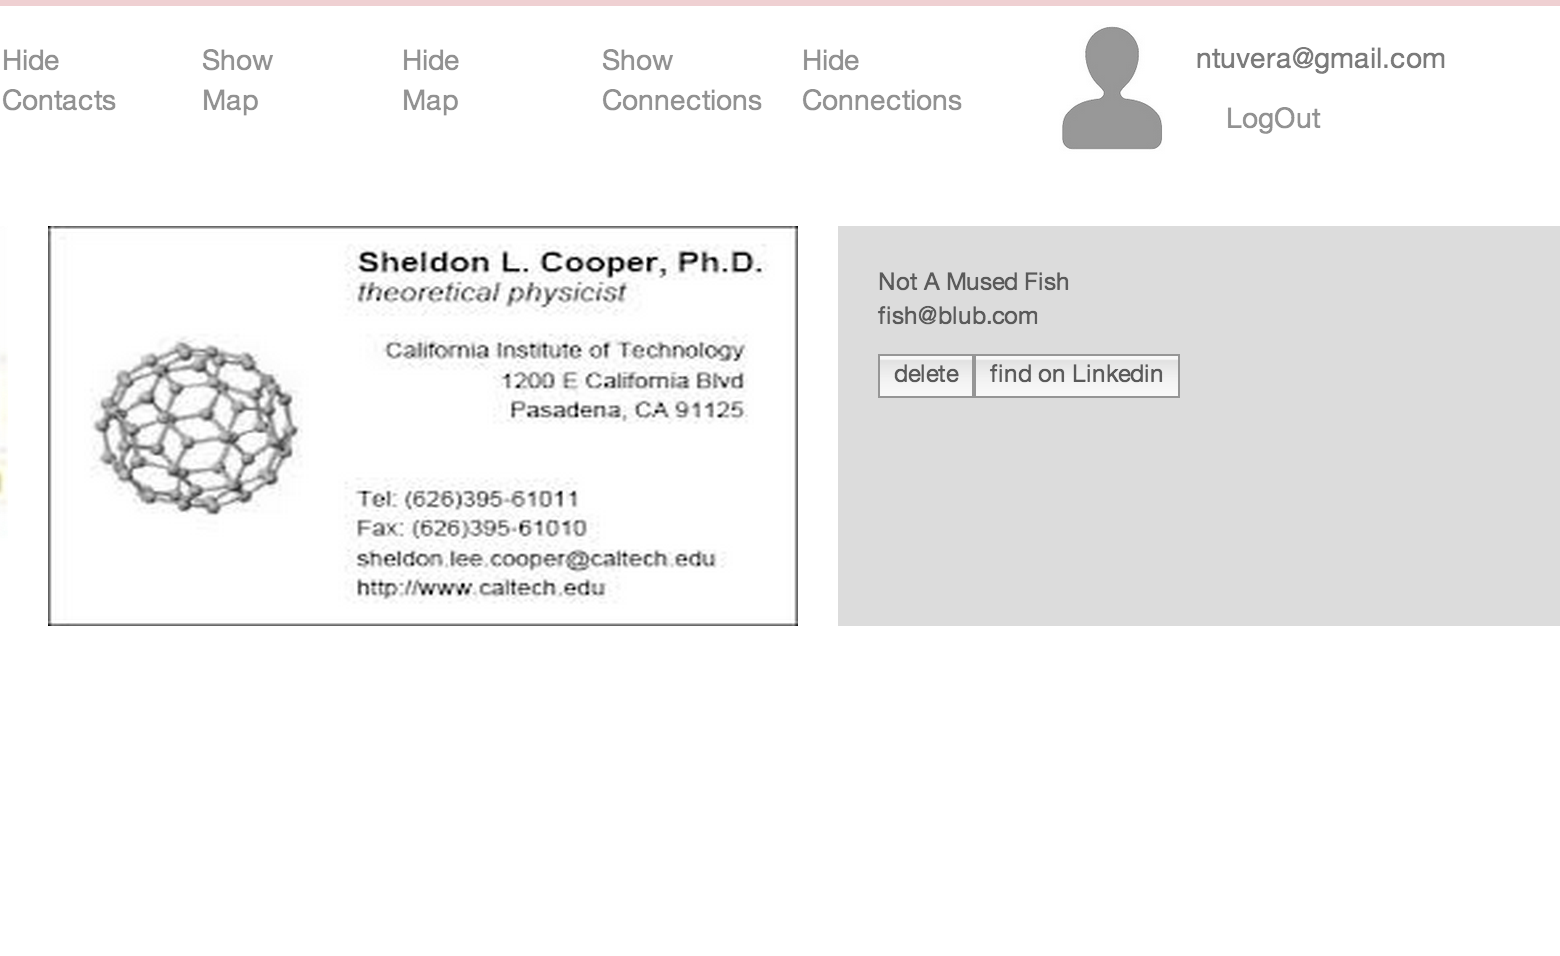 Hide Contacts
Show Map
Hide Map
Show Connections
Hide Connections
ntuvera@gmail.com
LogOut
Sheldon L. Cooper, Ph.D.
theoretical physicist
California Institute of Technology
1200 E California Blvd
Pasadena, CA 91125
Tel: (626)395-61011
Fax: (626)395-61010
sheldon.lee.cooper@caltech.edu
http://www.caltech.edu
Not A Mused Fish
fish@blub.com
delete
find on Linkedin